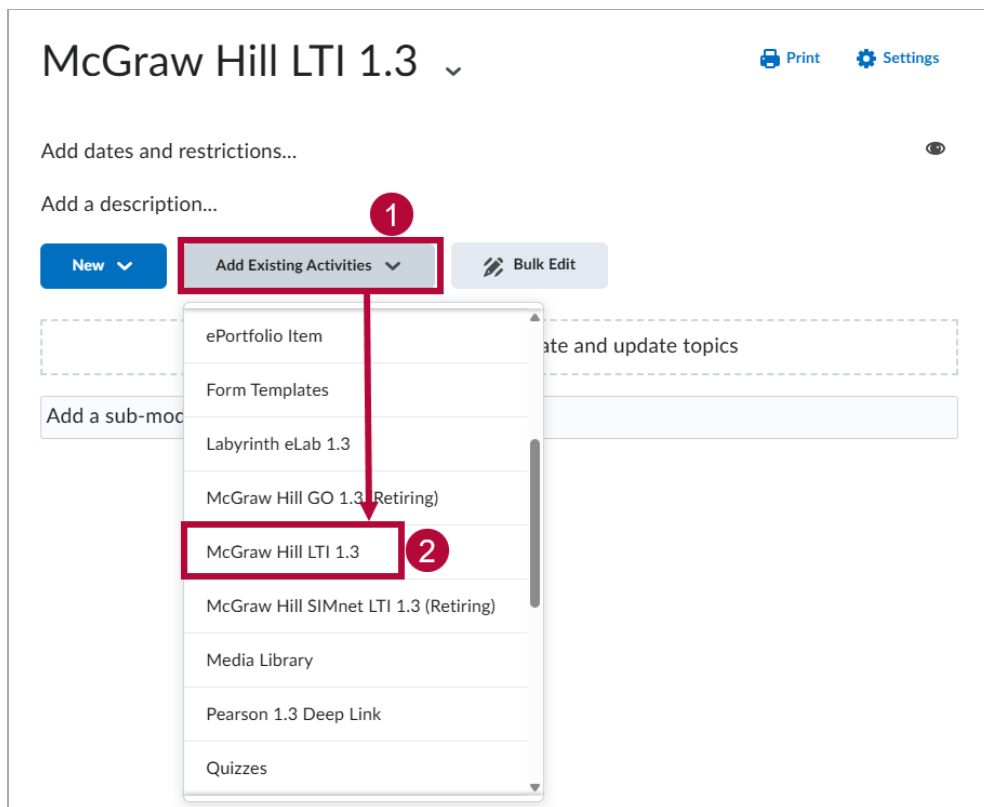 McGraw Hill LTI 1.3
Print
Settings
Add dates and restrictions...
Add a description...
1
New
Add Existing Activities
Bulk Edit
ePortfolio Item
ate and update topics
Form Templates
Add a sub-mod
Labyrinth eLab 1.3
McGraw Hill GO 1.3 (Retiring)
McGraw Hill LTI 1.3
2
McGraw Hill SIMnet LTI 1.3 (Retiring)
Media Library
Pearson 1.3 Deep Link
Quizzes